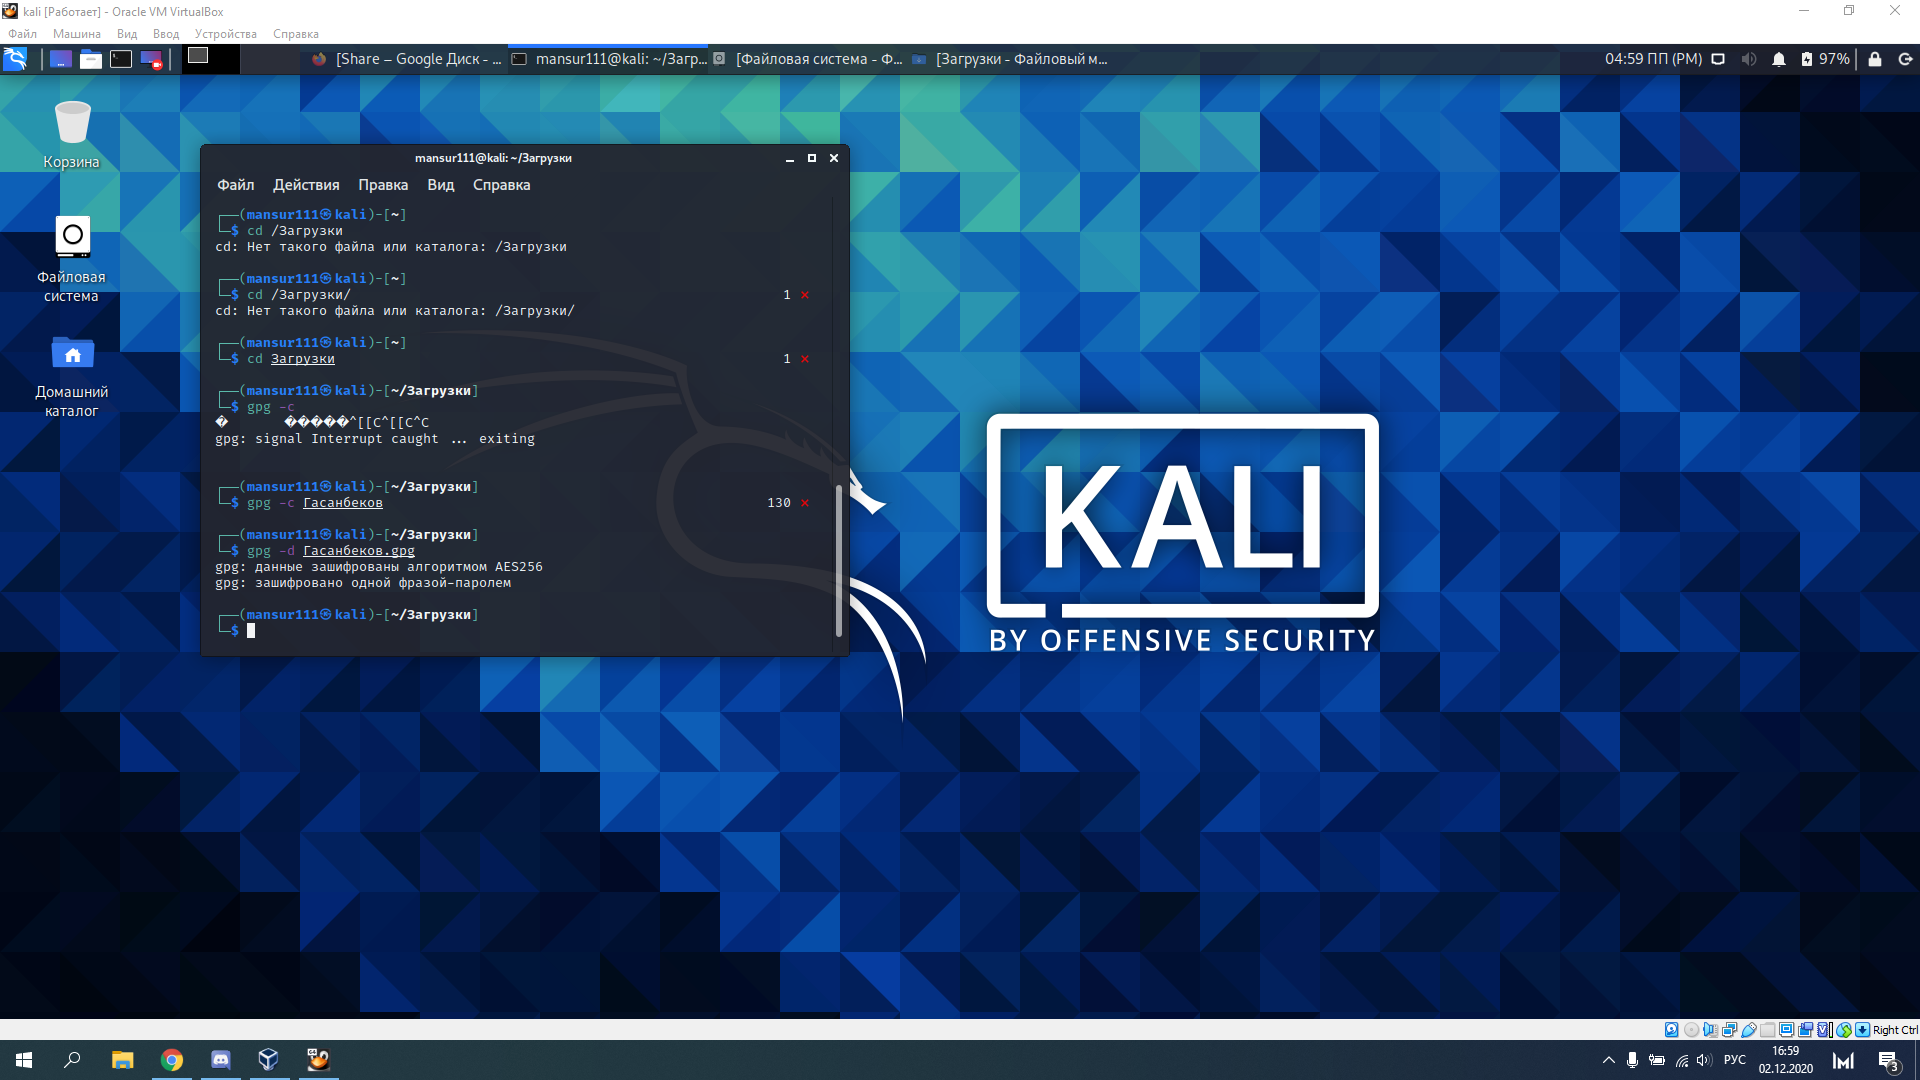 kali [Работает] - Oracle VM VirtualBox
Файл Машина Вид Ввод Устройства Справка
[Share – Google Диск - ... mansur111@kali: ~/Загр... [Файловая система - Ф... [Загрузки - Файловый м... 04:59 ПП (PM) 97%
Корзина
Файловая
система
Домашний
каталог
mansur111@kali: ~/Загрузки
Файл Действия Правка Вид Справка
┌──(mansur111㉿kali)-[~]
└─$ cd /Загрузки
cd: Нет такого файла или каталога: /Загрузки
┌──(mansur111㉿kali)-[~]
└─$ cd /Загрузки/ 1 ⨯
cd: Нет такого файла или каталога: /Загрузки/
┌──(mansur111㉿kali)-[~]
└─$ cd Загрузки 1 ⨯
┌──(mansur111㉿kali)-[~/Загрузки]
└─$ gpg -c
� �����^[[C^[[C^C
gpg: signal Interrupt caught ... exiting
┌──(mansur111㉿kali)-[~/Загрузки]
└─$ gpg -c Гасанбеков 130 ⨯
┌──(mansur111㉿kali)-[~/Загрузки]
└─$ gpg -d Гасанбеков.gpg
gpg: данные зашифрованы алгоритмом AES256
gpg: зашифровано одной фразой-паролем
┌──(mansur111㉿kali)-[~/Загрузки]
└─$
KALI
BY OFFENSIVE SECURITY
Right Ctrl
РУС
16:59
02.12.2020
3